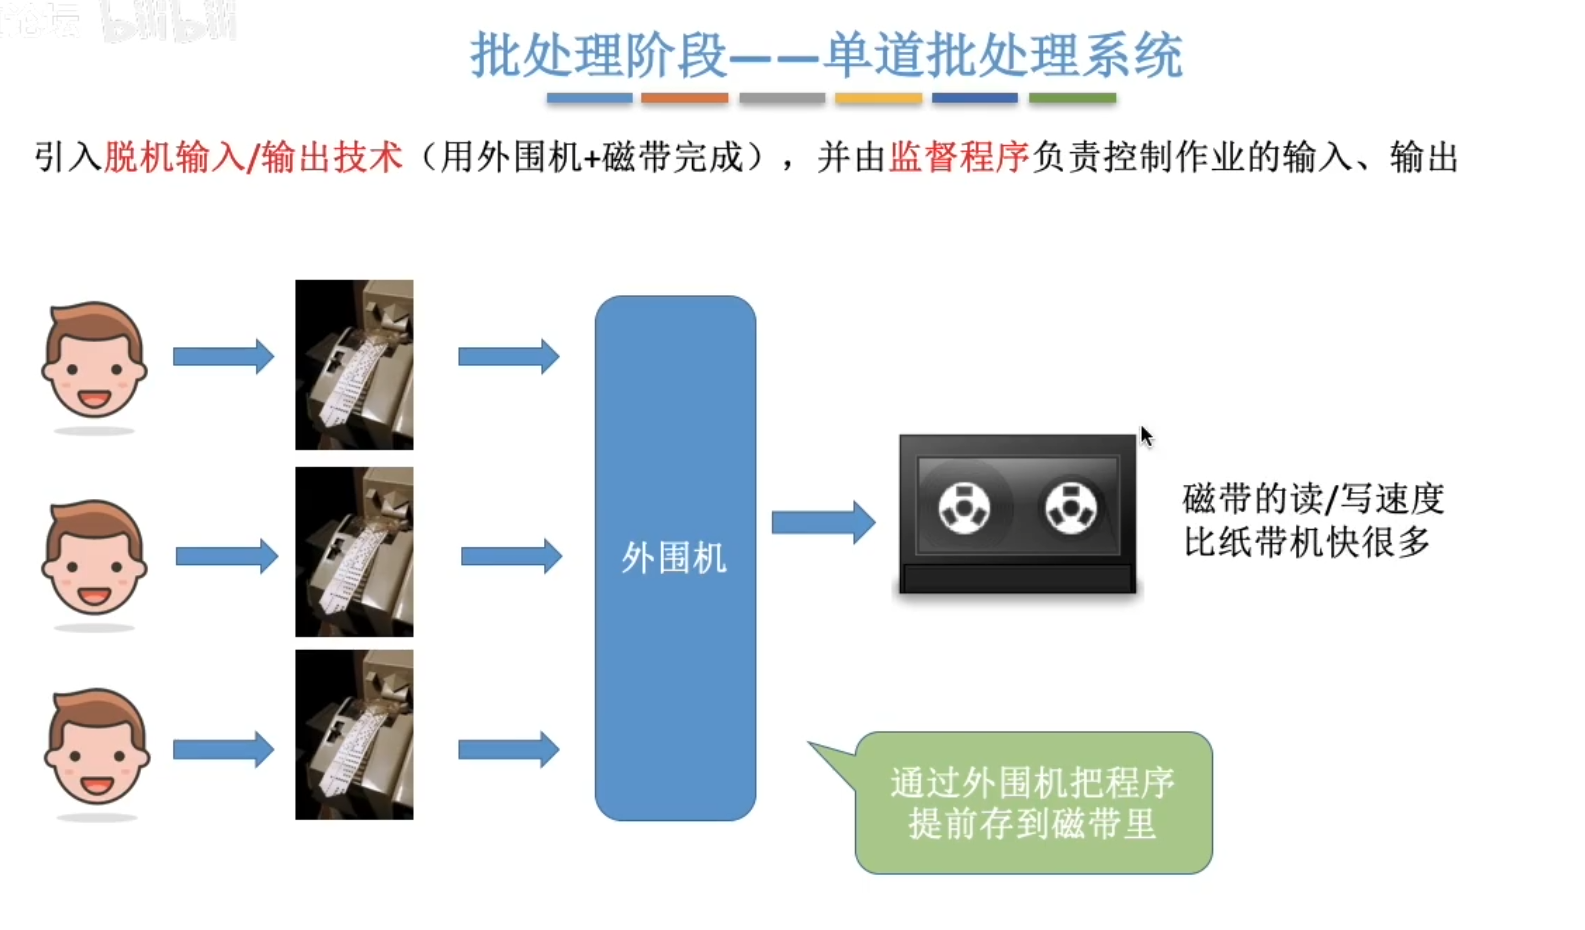 论坛 bilibili
批处理阶段——单道批处理系统
引入脱机输入/输出技术（用外围机+磁带完成），并由监督程序负责控制作业的输入、输出
外围机
磁带的读/写速度
比纸带机快很多
通过外围机把程序
提前存到磁带里